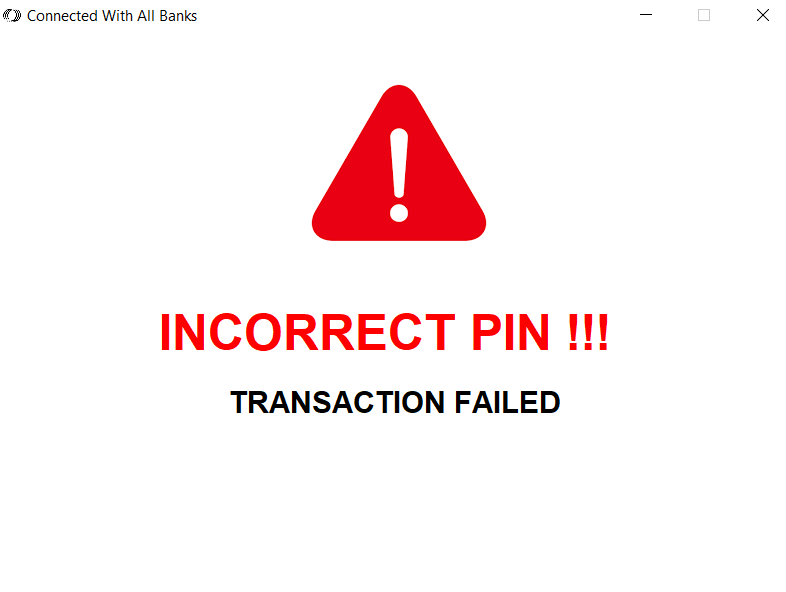 Connected With All Banks
INCORRECT PIN !!!
TRANSACTION FAILED